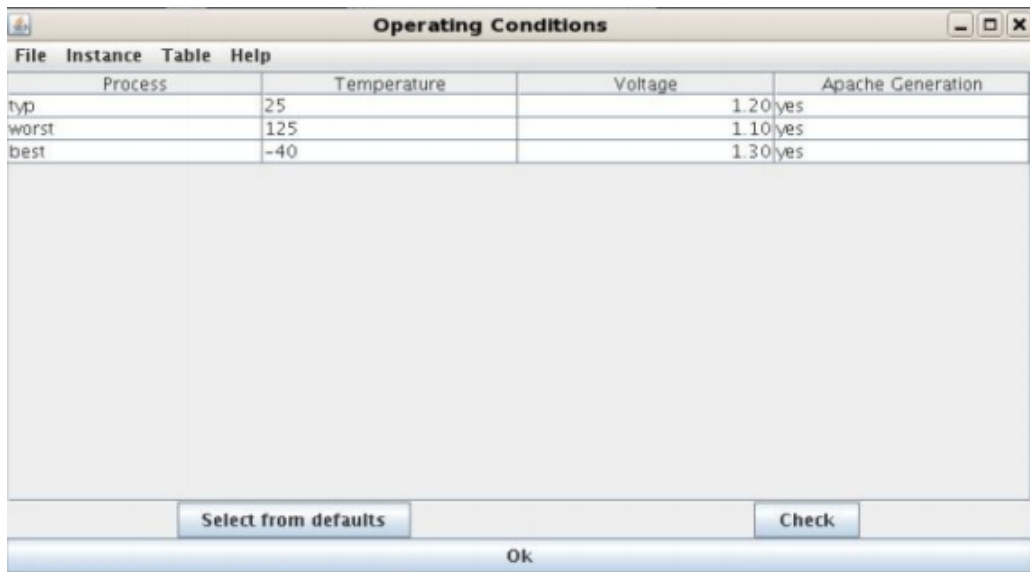 Operating Conditions
File Instance Table Help
Process Temperature Voltage Apache Generation
typ 25 1.20 yes
worst 125 1.10 yes
best -40 1.30 yes
Select from defaults Check
Ok